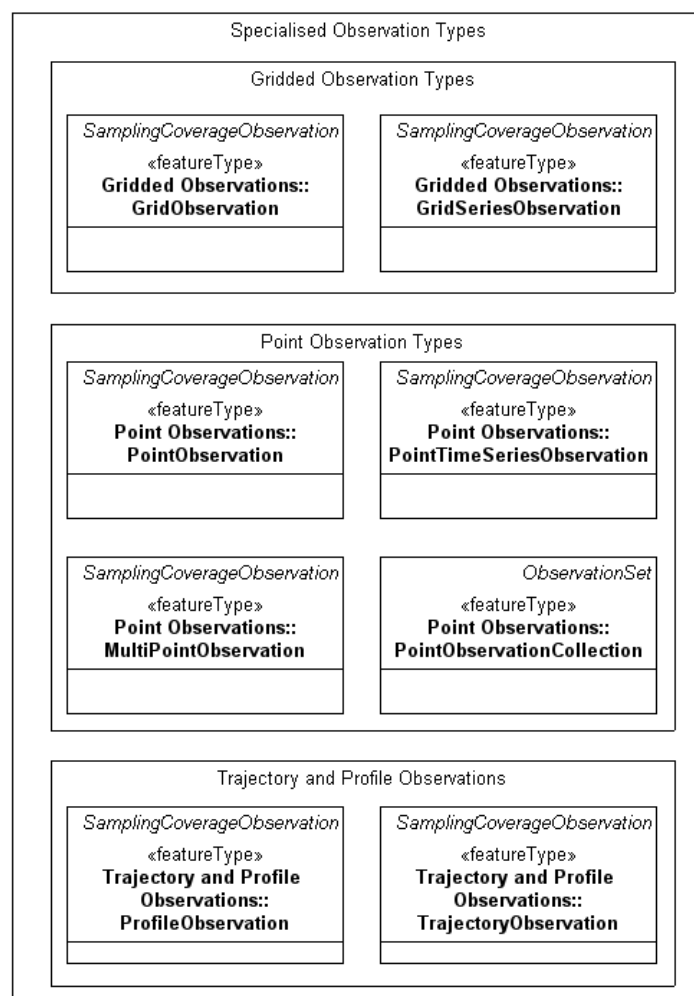 Specialised Observation Types
Gridded Observation Types
SamplingCoverageObservation
«featureType»
Gridded Observations::
GridObservation
SamplingCoverageObservation
«featureType»
Gridded Observations::
GridSeriesObservation
Point Observation Types
SamplingCoverageObservation
«featureType»
Point Observations::
PointObservation
SamplingCoverageObservation
«featureType»
Point Observations::
PointTimeSeriesObservation
SamplingCoverageObservation
«featureType»
Point Observations::
MultiPointObservation
ObservationSet
«featureType»
Point Observations::
PointObservationCollection
Trajectory and Profile Observations
SamplingCoverageObservation
«featureType»
Trajectory and Profile
Observations::
ProfileObservation
SamplingCoverageObservation
«featureType»
Trajectory and Profile
Observations::
TrajectoryObservation